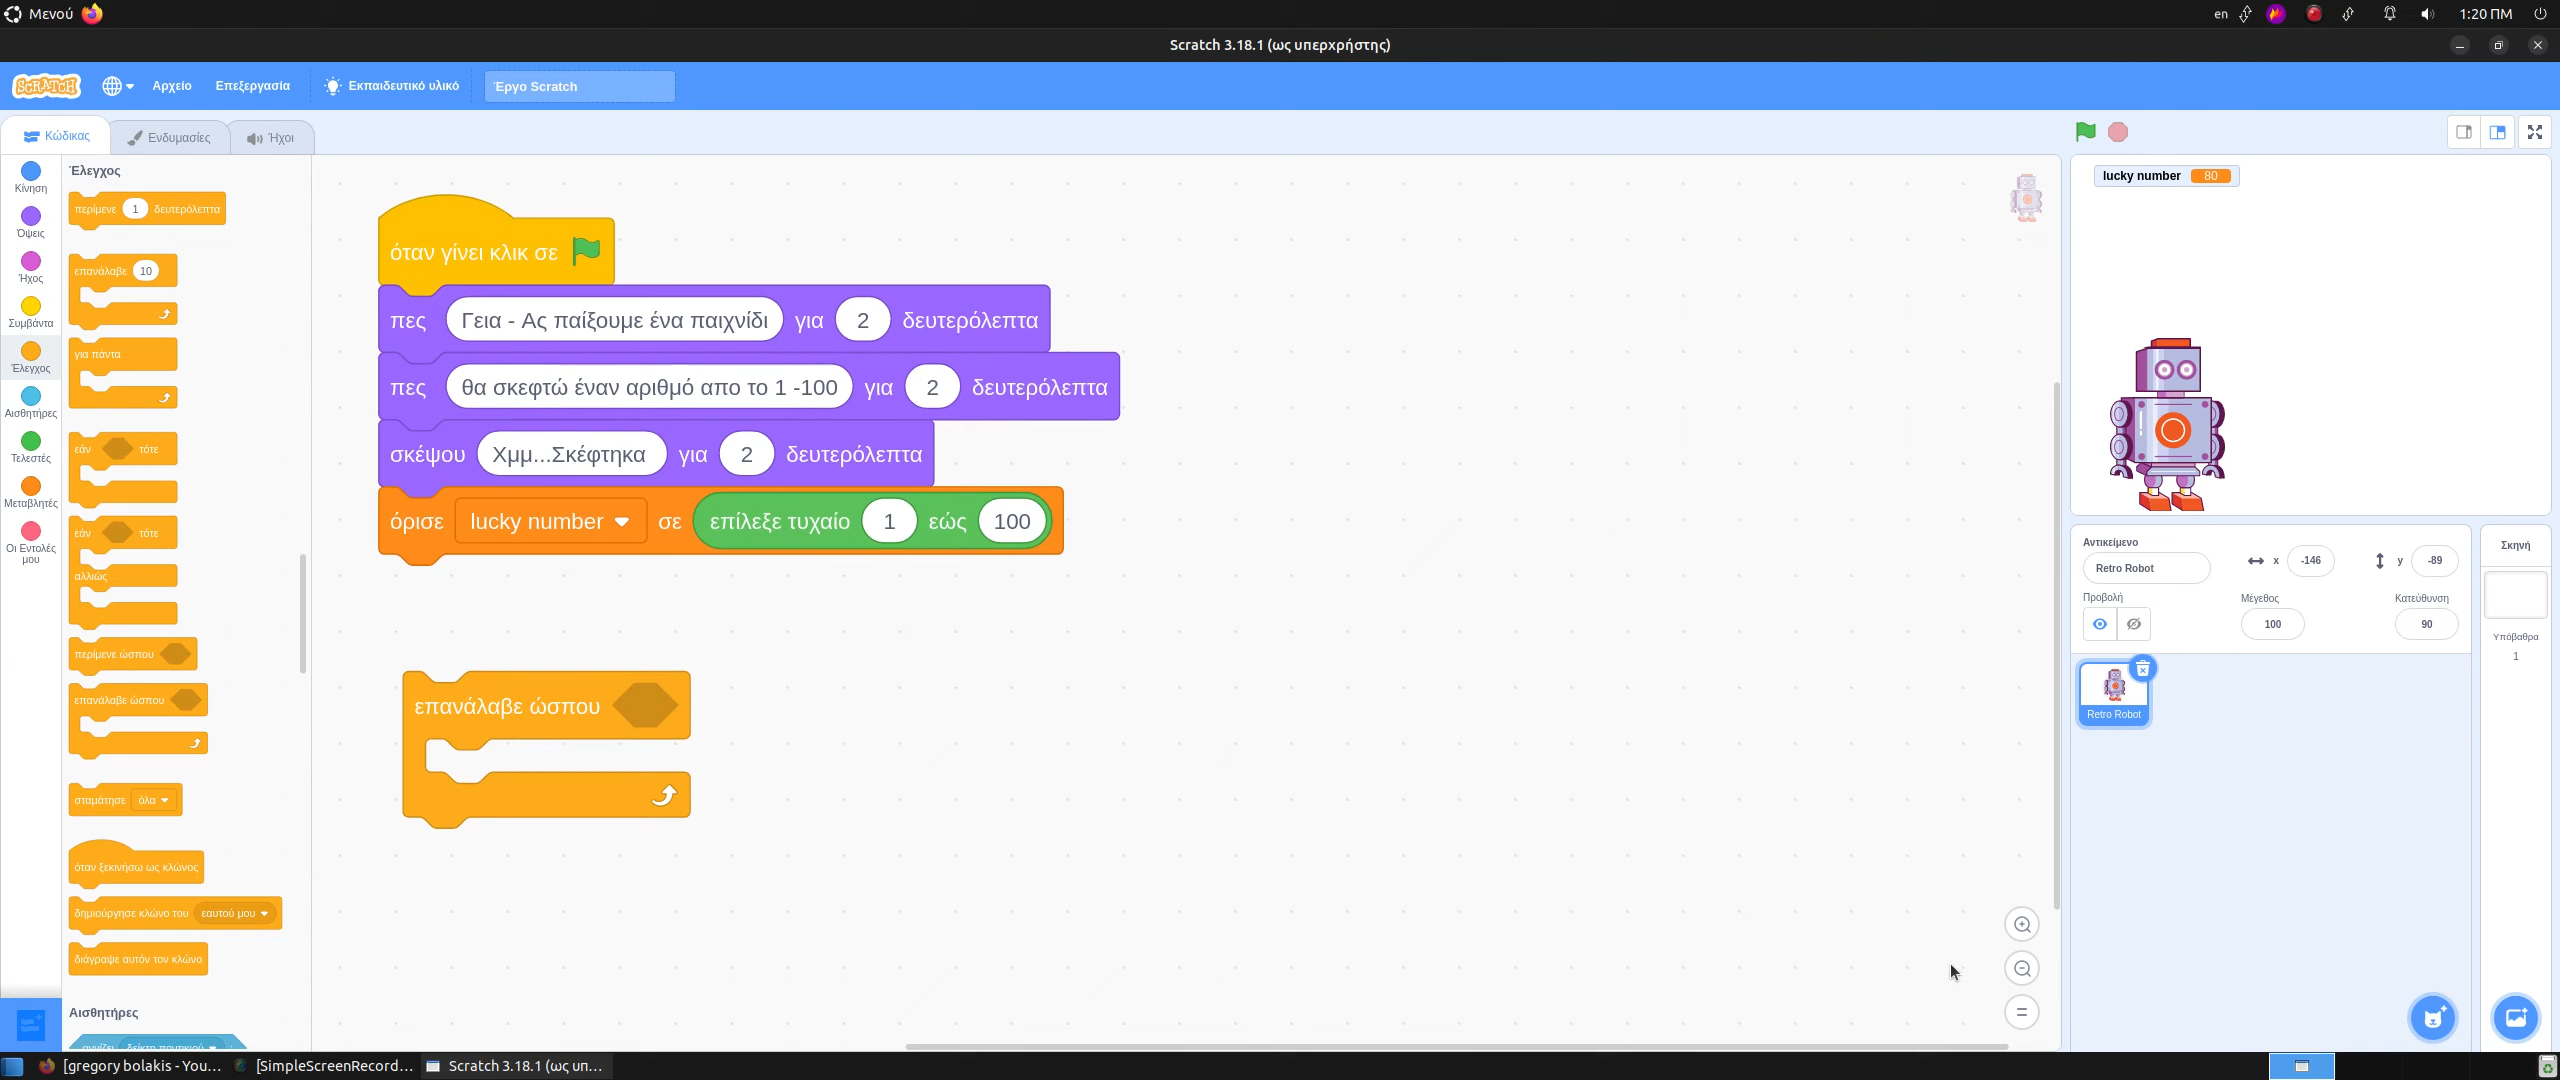 Μενού
en
1:20 ΠΜ
Scratch 3.18.1 (ως υπερχρήστης)
SCRATCH
Αρχείο
Επεξεργασία
Εκπαιδευτικό υλικό
Έργο Scratch
Κώδικας
Ενδυμασίες
Ήχοι
Κίνηση
Όψεις
Ήχος
Συμβάντα
Έλεγχος
Αισθητήρες
Τελεστές
Μεταβλητές
Οι Εντολές
μου
Έλεγχος
περίμενε 1 δευτερόλεπτα
επανάλαβε 10
για πάντα
εάν τότε
εάν τότε
αλλιώς
περίμενε ώσπου
επανάλαβε ώσπου
σταμάτησε όλα
όταν ξεκινήσω ως κλώνος
δημιούργησε κλώνο του εαυτού μου
διάγραψε αυτόν τον κλώνο
Αισθητήρες
αγγίζει δείκτη ποντικιού ;
όταν γίνει κλικ σε
πες Γεια - Ας παίξουμε ένα παιχνίδι για 2 δευτερόλεπτα
πες θα σκεφτώ έναν αριθμό απο το 1 -100 για 2 δευτερόλεπτα
σκέψου Χμμ...Σκέφτηκα για 2 δευτερόλεπτα
όρισε lucky number σε επίλεξε τυχαίο 1 εώς 100
επανάλαβε ώσπου
lucky number 80
Αντικείμενο
Retro Robot
x -146
y -89
Προβολή
Μέγεθος
100
Κατεύθυνση
90
Retro Robot
Σκηνή
Υπόβαθρα
1
[gregory bolakis - You...
[SimpleScreenRecord...
Scratch 3.18.1 (ως υπ...